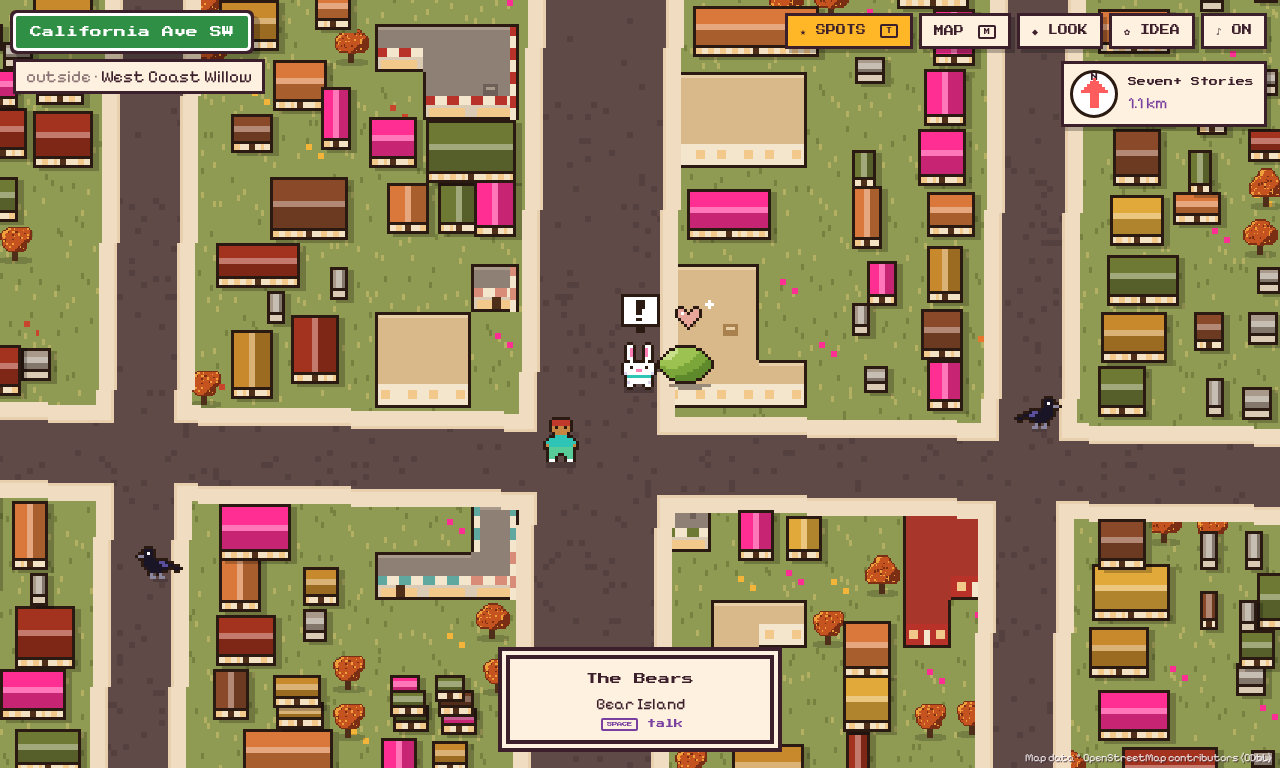 California Ave SW
outside · West Coast Willow
★ SPOTS T
MAP M
◆ LOOK
✿ IDEA
♪ ON
N
Seven+ Stories
1.1 km
!
The Bears
Bear Island
SPACE talk
Map data © OpenStreetMap contributors (ODbL)